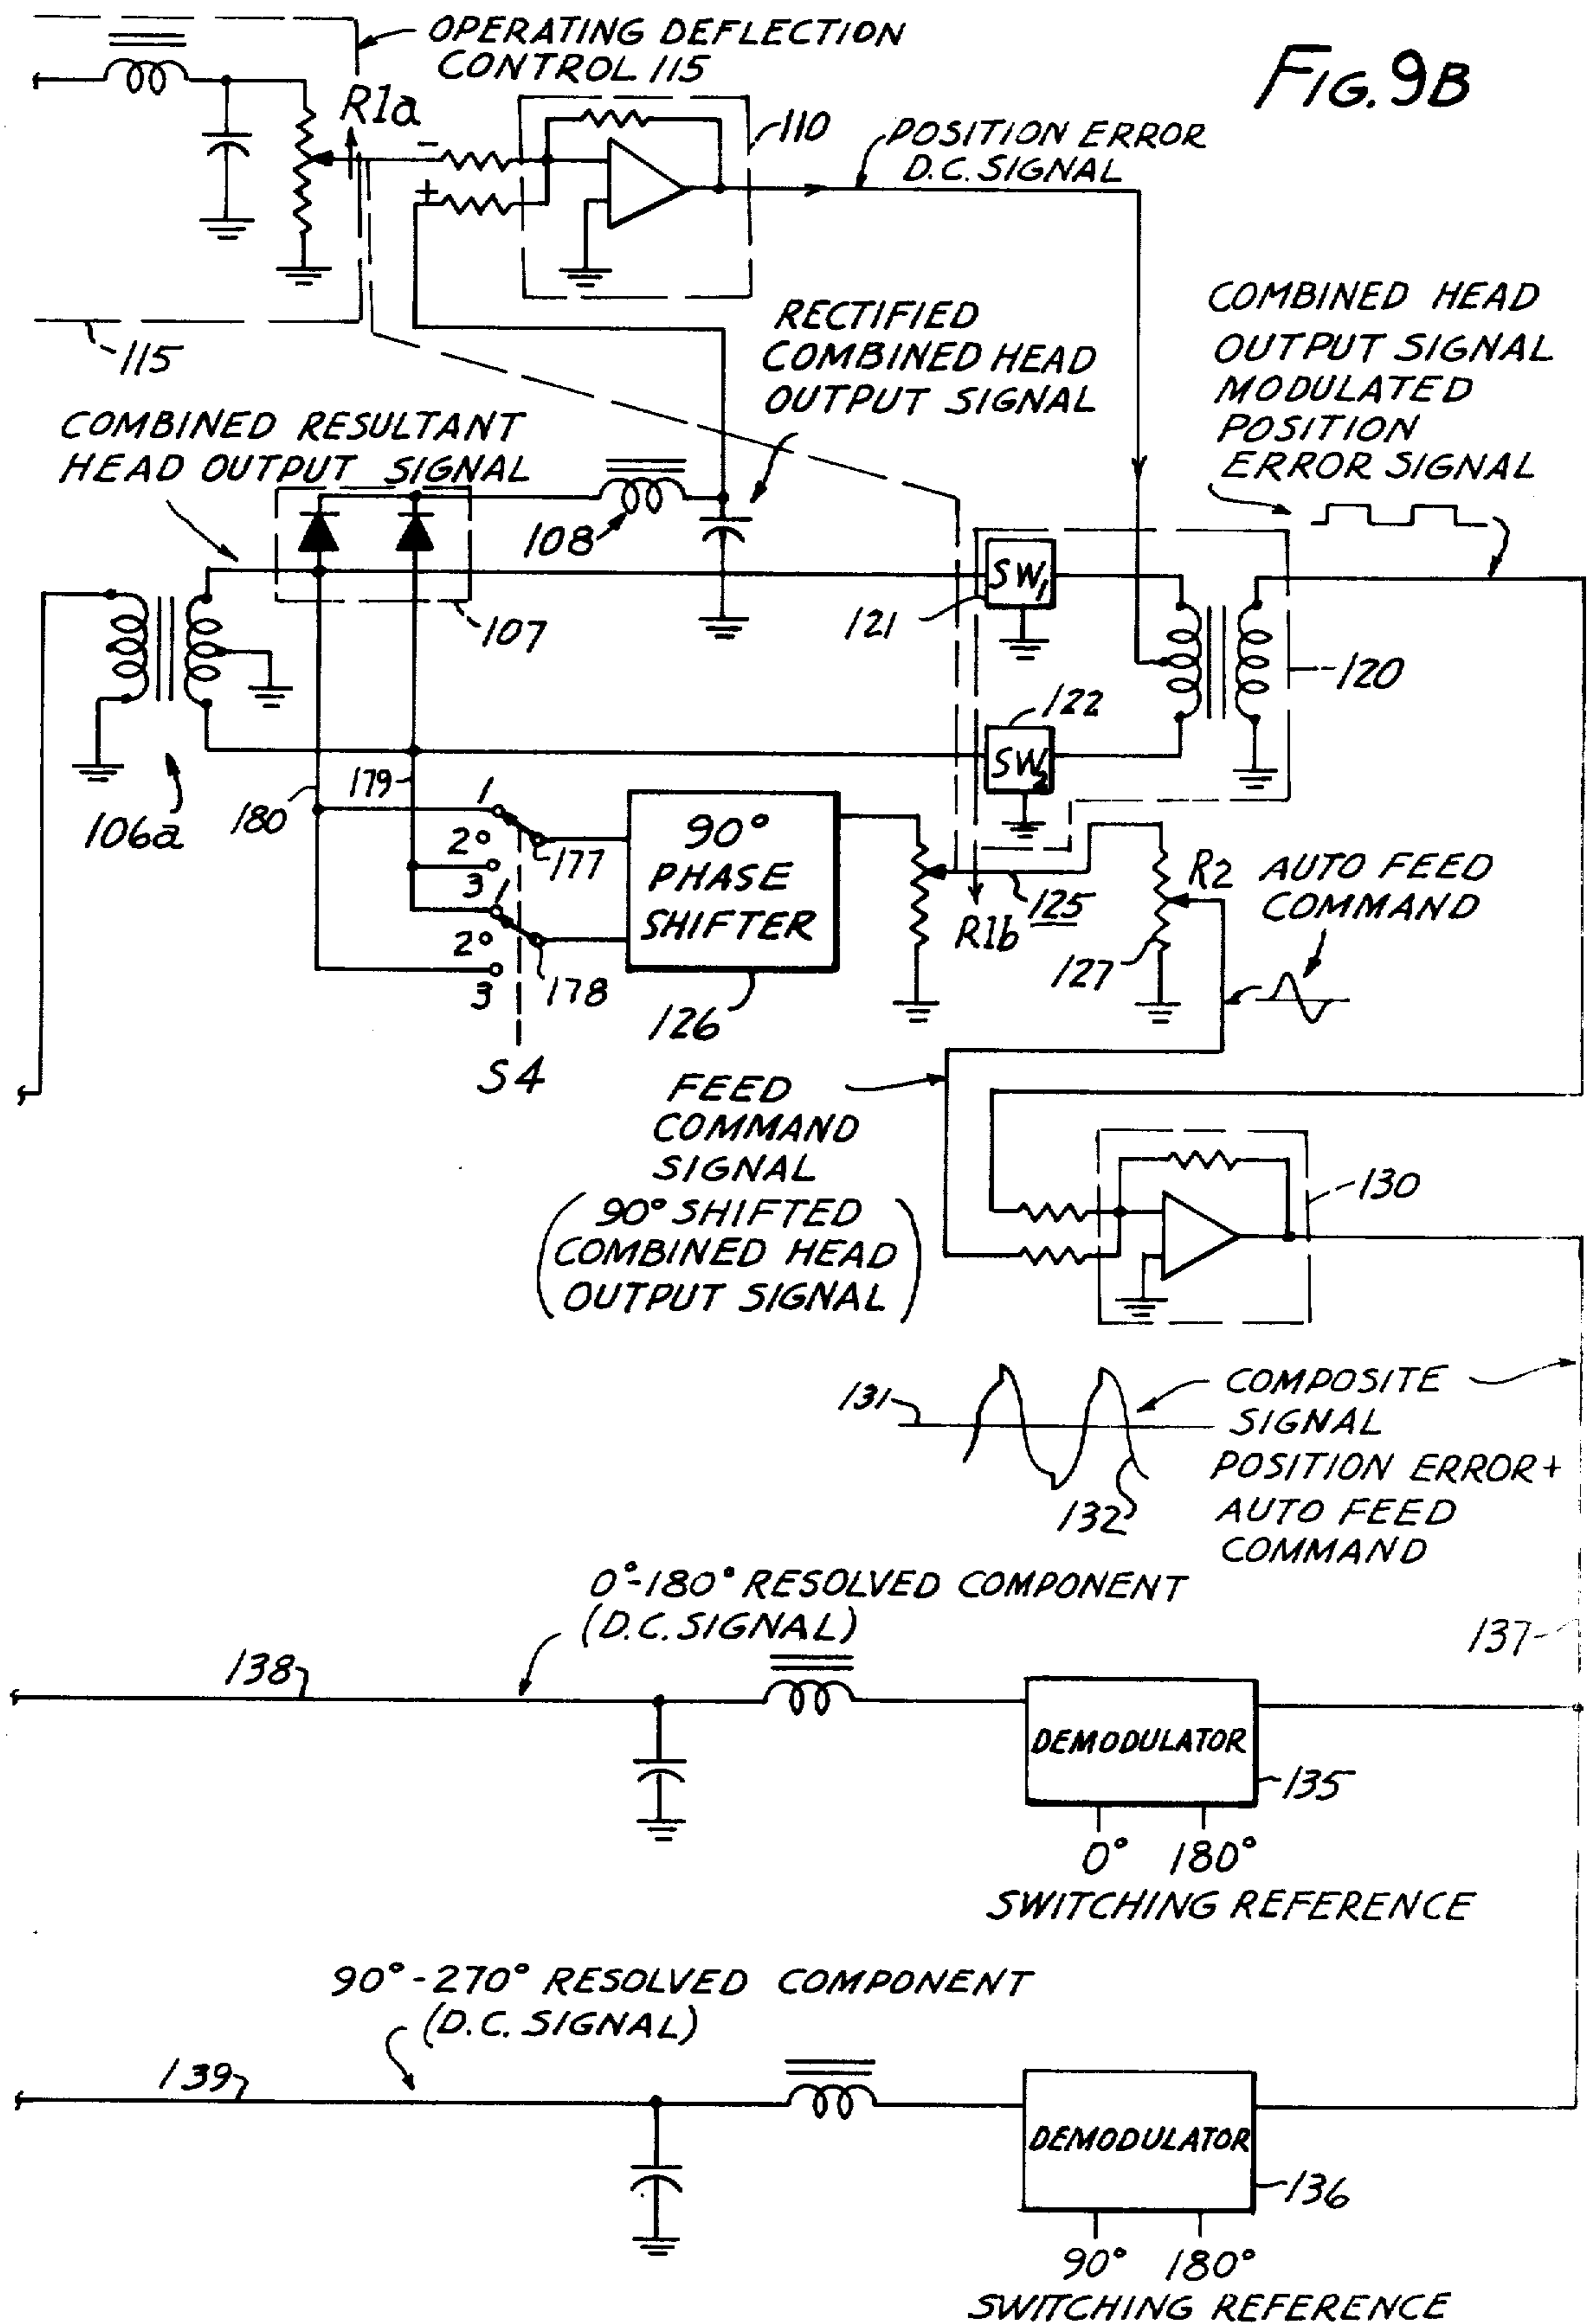 FIG. 9B
OPERATING DEFLECTION
CONTROL 115
R1a
-
+
110
POSITION ERROR
D.C. SIGNAL
115
RECTIFIED
COMBINED HEAD
OUTPUT SIGNAL
COMBINED HEAD
OUTPUT SIGNAL
MODULATED
POSITION
ERROR SIGNAL
COMBINED RESULTANT
HEAD OUTPUT SIGNAL
108
107
SW1
121
120
122
SW2
106a
180
179
1
2°
3
177
1
2°
3
178
S4
90°
PHASE
SHIFTER
126
R1b
125
R2
127
AUTO FEED
COMMAND
FEED
COMMAND
SIGNAL
(90° SHIFTED
COMBINED HEAD
OUTPUT SIGNAL)
130
131
132
COMPOSITE
SIGNAL
POSITION ERROR +
AUTO FEED
COMMAND
137
0°-180° RESOLVED COMPONENT
(D.C. SIGNAL)
138
DEMODULATOR
135
0° 180°
SWITCHING REFERENCE
90°-270° RESOLVED COMPONENT
(D.C. SIGNAL)
139
DEMODULATOR
136
90° 180°
SWITCHING REFERENCE